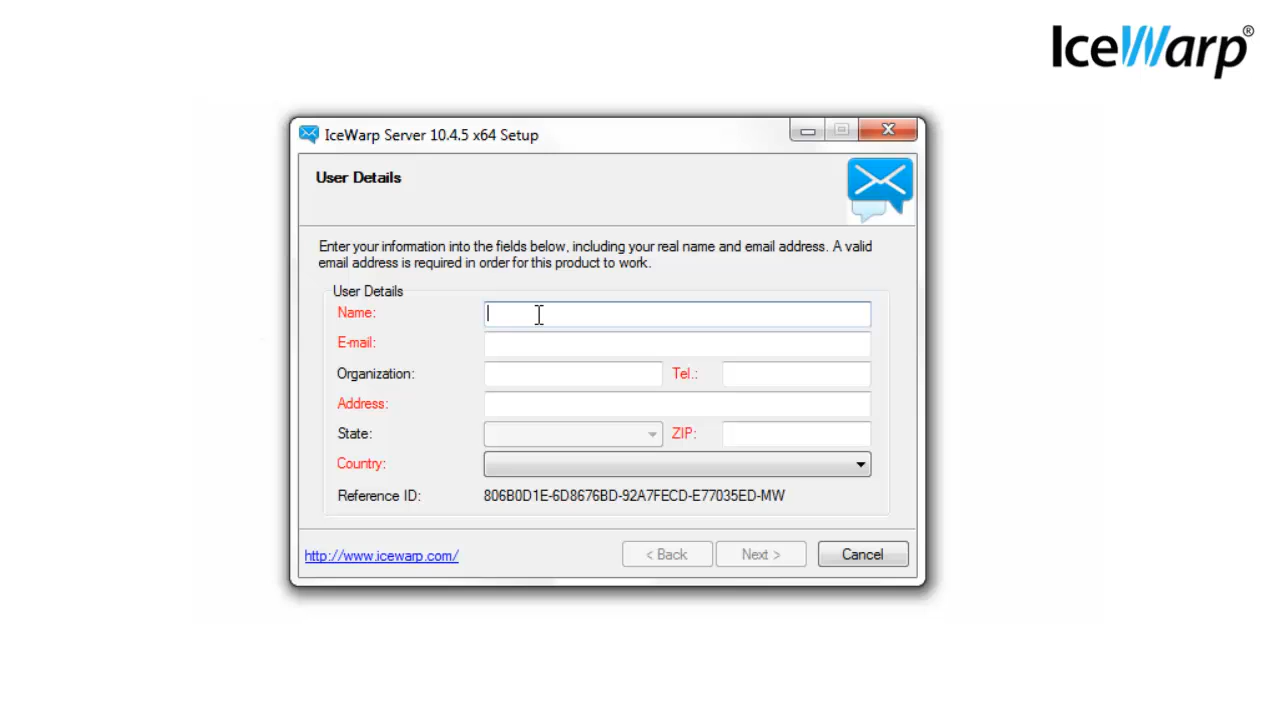 IceWarp®
IceWarp Server 10.4.5 x64 Setup
User Details
Enter your information into the fields below, including your real name and email address. A valid
email address is required in order for this product to work.
User Details
Name:
E-mail:
Organization:
Tel.:
Address:
State:
ZIP:
Country:
Reference ID: 806B0D1E-6D8676BD-92A7FECD-E77035ED-MW
http://www.icewarp.com/
< Back
Next >
Cancel